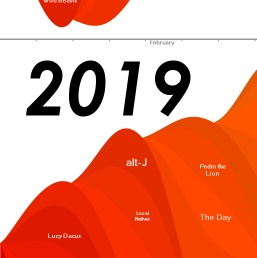 February
2019
alt-J
Pedro the
Lion
Local
Natives
The Day
Lucy Dacus